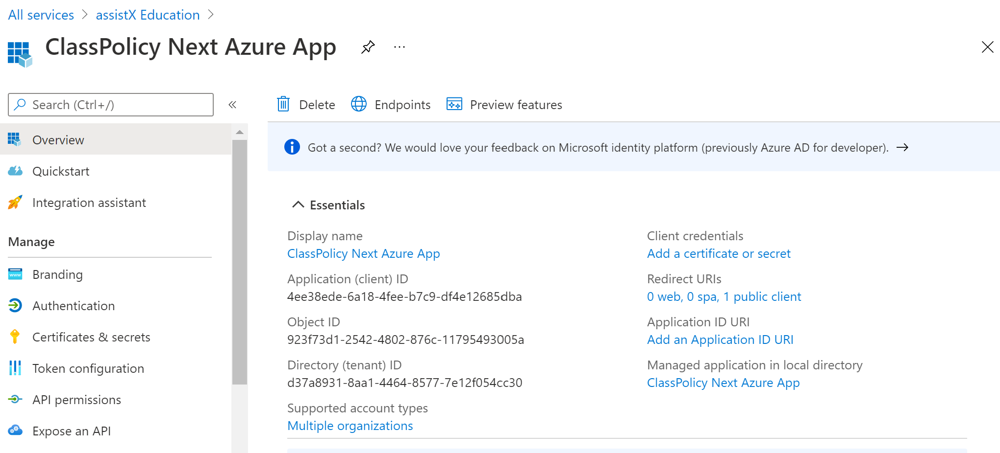 All services > assistX Education >
ClassPolicy Next Azure App ...
Search (Ctrl+/)
«
Delete
Endpoints
Preview features
Overview
Quickstart
Integration assistant
Manage
Branding
Authentication
Certificates & secrets
Token configuration
API permissions
Expose an API
Got a second? We would love your feedback on Microsoft identity platform (previously Azure AD for developer). →
Essentials
Display name
ClassPolicy Next Azure App
Application (client) ID
4ee38ede-6a18-4fee-b7c9-df4e12685dba
Object ID
923f73d1-2542-4802-876c-11795493005a
Directory (tenant) ID
d37a8931-8aa1-4464-8577-7e12f054cc30
Supported account types
Multiple organizations
Client credentials
Add a certificate or secret
Redirect URIs
0 web, 0 spa, 1 public client
Application ID URI
Add an Application ID URI
Managed application in local directory
ClassPolicy Next Azure App